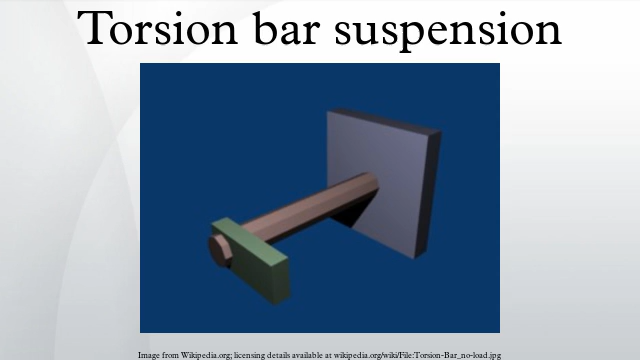 Torsion bar suspension
Image from Wikipedia.org; licensing details available at wikipedia.org/wiki/File:Torsion-Bar_no-load.jpg